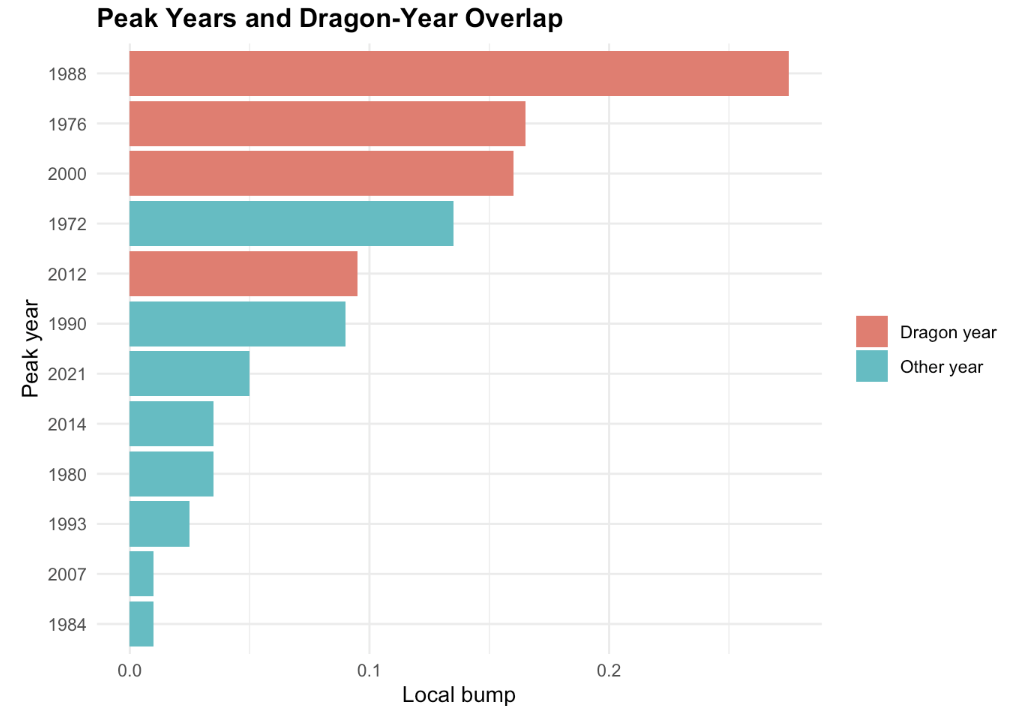 Peak Years and Dragon-Year Overlap
1988
1976
2000
1972
2012
1990
2021
2014
1980
1993
2007
1984
Peak year
0.0 0.1 0.2
Local bump
Dragon year
Other year